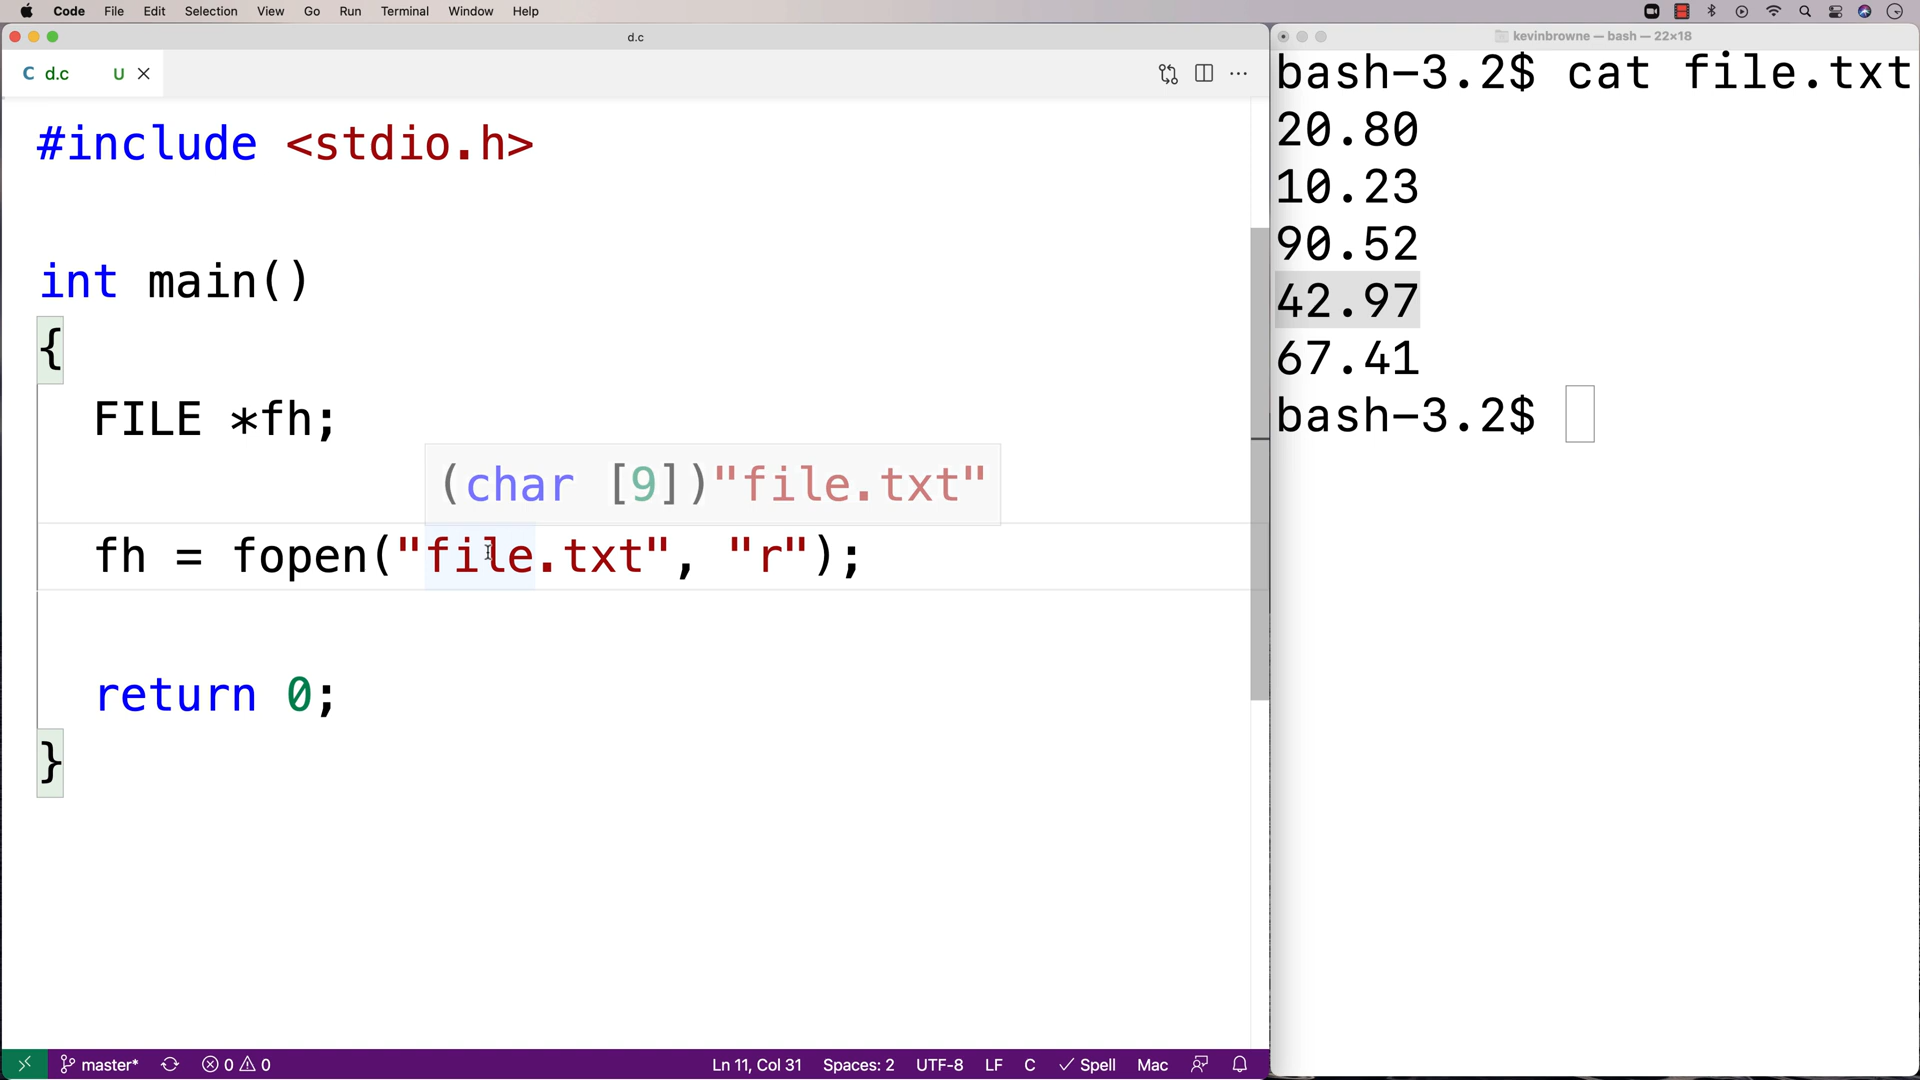 Code File Edit Selection View Go Run Terminal Window Help
d.c
C d.c U
#include <stdio.h>
int main()
{
FILE *fh;
(char [9])"file.txt"
fh = fopen("file.txt", "r");
return 0;
}
master* 0 0 Ln 11, Col 31 Spaces: 2 UTF-8 LF C Spell Mac
kevinbrowne — bash — 22×18
bash-3.2$ cat file.txt
20.80
10.23
90.52
42.97
67.41
bash-3.2$